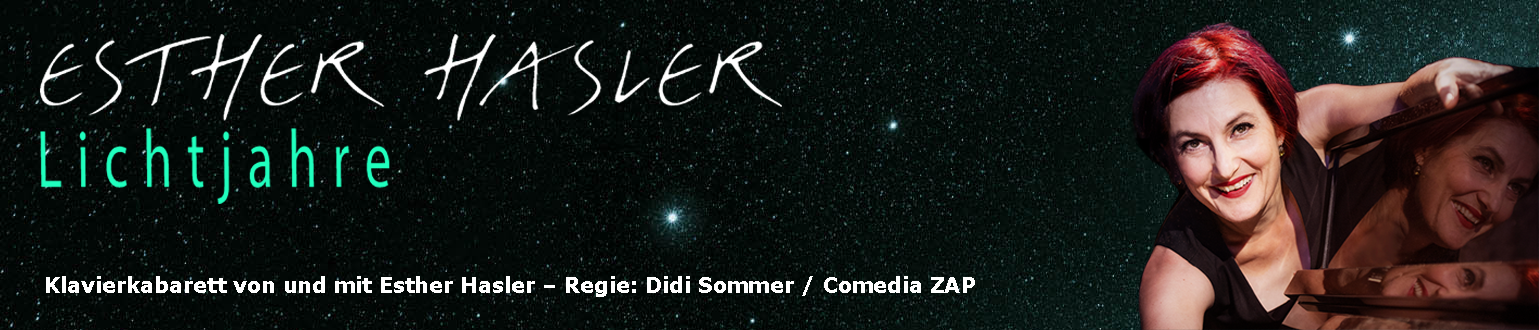 ESTHER HASLER
Lichtjahre
Klavierkabarett von und mit Esther Hasler – Regie: Didi Sommer / Comedia ZAP